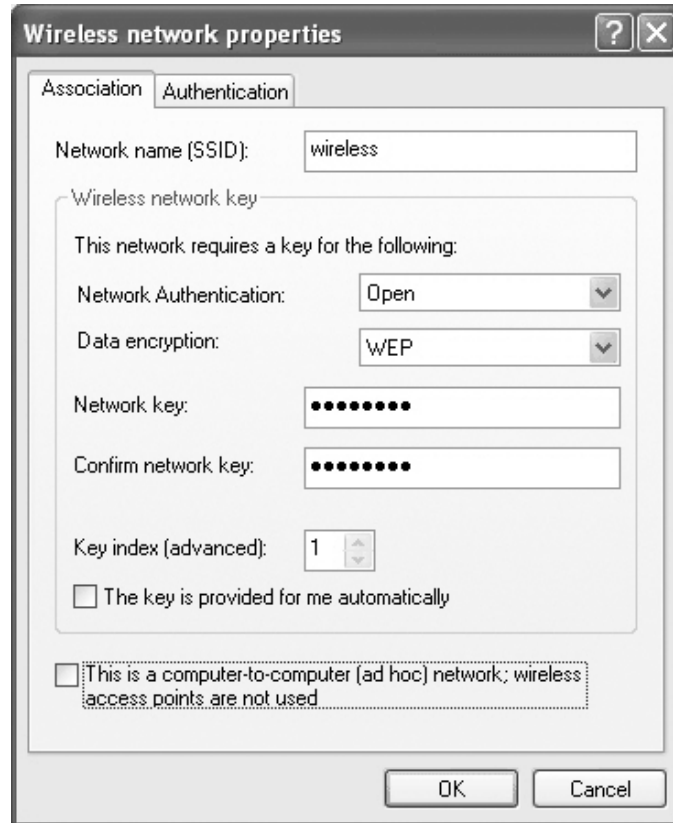 Wireless network properties
Association Authentication
Network name (SSID): wireless
Wireless network key
This network requires a key for the following:
Network Authentication: Open
Data encryption: WEP
Network key: ●●●●●●●●
Confirm network key: ●●●●●●●●
Key index (advanced): 1
The key is provided for me automatically
This is a computer-to-computer (ad hoc) network; wireless
access points are not used
OK Cancel